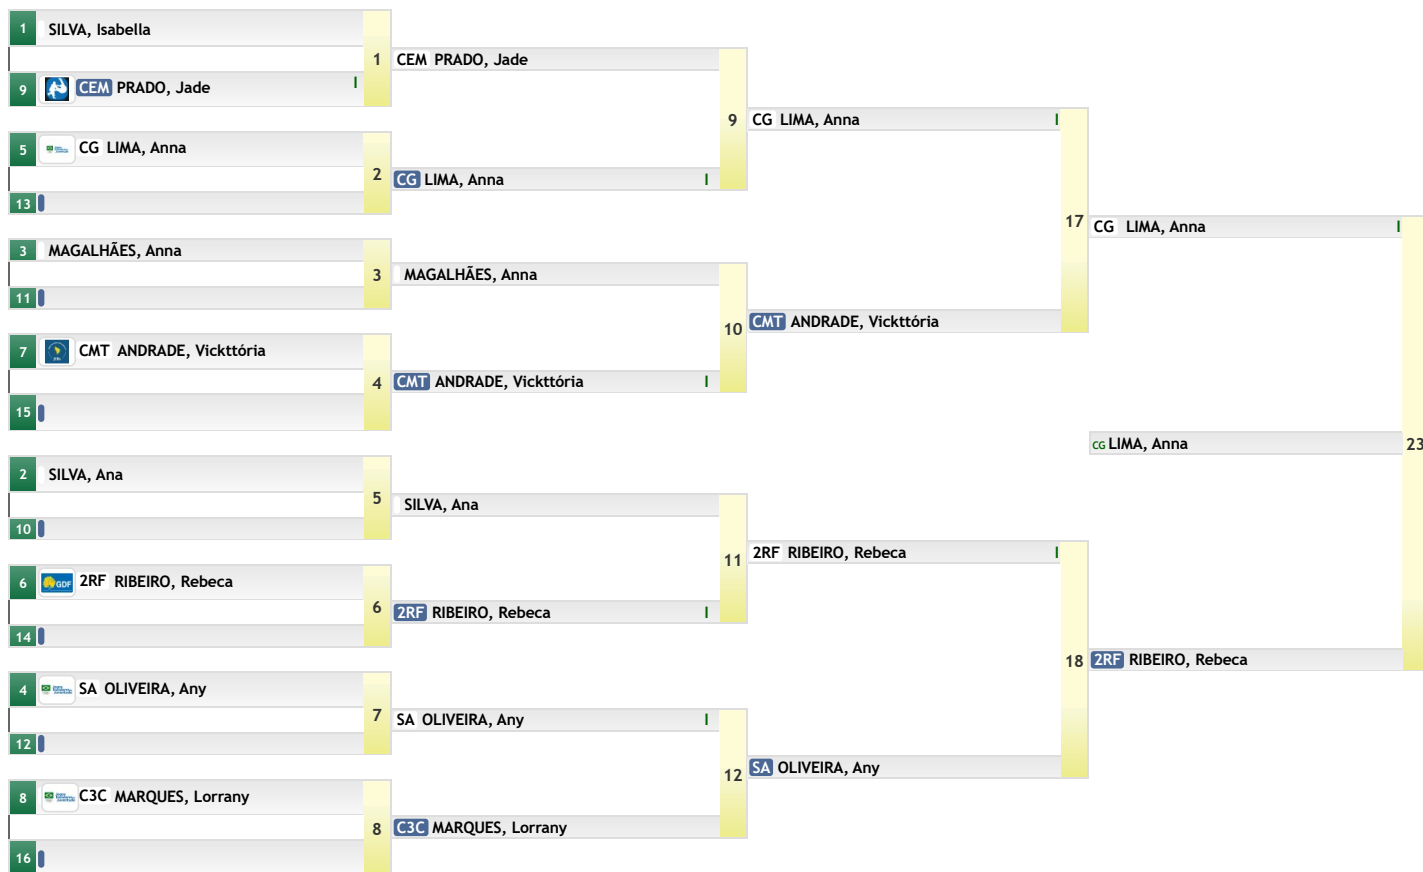 1 SILVA, Isabella
1 CEM PRADO, Jade
9 CEM PRADO, Jade I
9 CG LIMA, Anna I
5 CG LIMA, Anna
2 CG LIMA, Anna I
13
17 CG LIMA, Anna I
3 MAGALHÃES, Anna
3 MAGALHÃES, Anna
11
10 CMT ANDRADE, Vickttória
7 CMT ANDRADE, Vickttória
4 CMT ANDRADE, Vickttória I
15
CG LIMA, Anna 23
2 SILVA, Ana
5 SILVA, Ana
10
11 2RF RIBEIRO, Rebeca I
6 GDF 2RF RIBEIRO, Rebeca
6 2RF RIBEIRO, Rebeca I
14
18 2RF RIBEIRO, Rebeca
4 SA OLIVEIRA, Any
7 SA OLIVEIRA, Any I
12
12 SA OLIVEIRA, Any
8 C3C MARQUES, Lorrany
8 C3C MARQUES, Lorrany
16